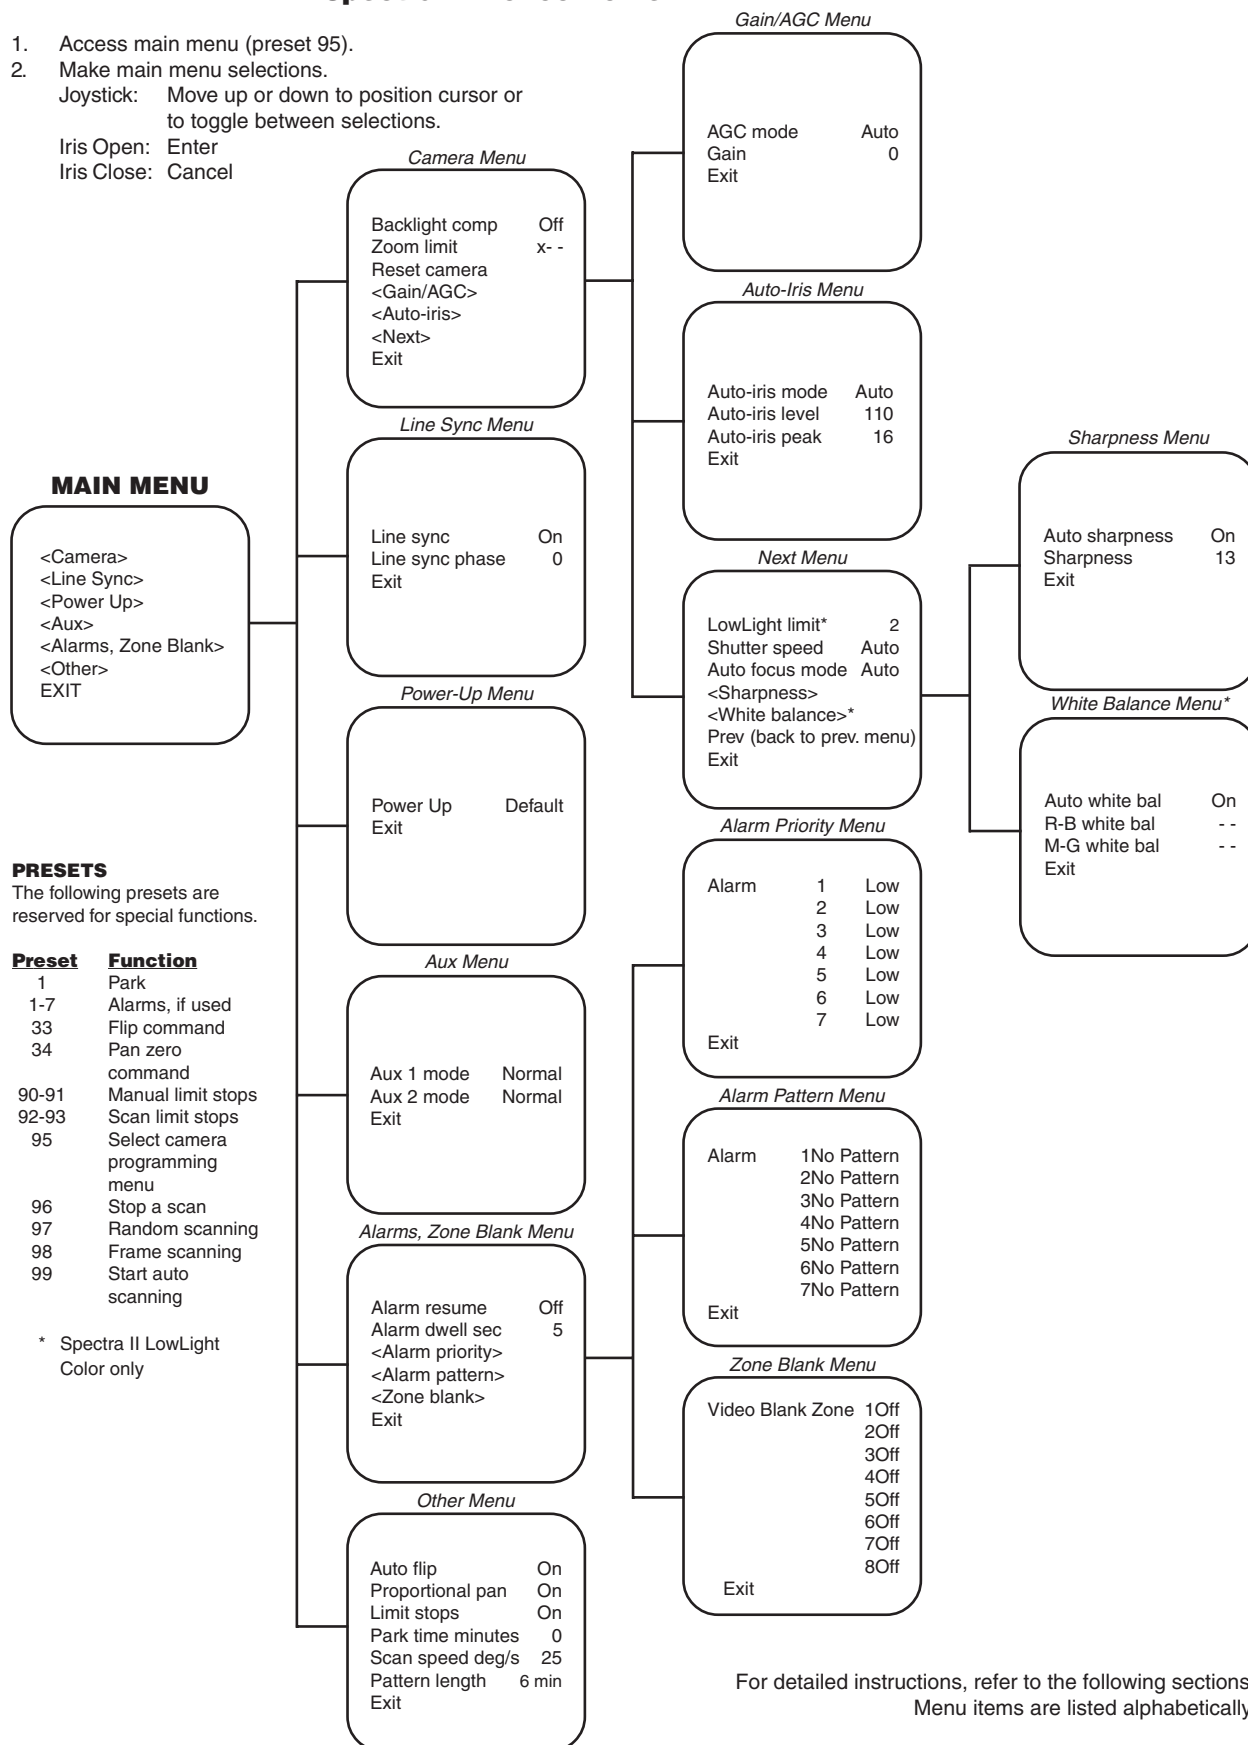 Gain/AGC Menu
1. Access main menu (preset 95).
2. Make main menu selections.
Joystick: Move up or down to position cursor or
to toggle between selections.
Iris Open: Enter
Iris Close: Cancel
AGC mode Auto
Gain 0
Exit
Camera Menu
Backlight comp Off
Zoom limit x- -
Reset camera
<Gain/AGC>
<Auto-iris>
<Next>
Exit
Auto-Iris Menu
Auto-iris mode Auto
Auto-iris level 110
Auto-iris peak 16
Exit
Line Sync Menu
Line sync On
Line sync phase 0
Exit
MAIN MENU
<Camera>
<Line Sync>
<Power Up>
<Aux>
<Alarms, Zone Blank>
<Other>
EXIT
Next Menu
LowLight limit* 2
Shutter speed Auto
Auto focus mode Auto
<Sharpness>
<White balance>*
Prev (back to prev. menu)
Exit
Sharpness Menu
Auto sharpness On
Sharpness 13
Exit
White Balance Menu*
Auto white bal On
R-B white bal - -
M-G white bal - -
Exit
Power-Up Menu
Power Up Default
Exit
PRESETS
The following presets are
reserved for special functions.
Preset Function
1 Park
1-7 Alarms, if used
33 Flip command
34 Pan zero
command
90-91 Manual limit stops
92-93 Scan limit stops
95 Select camera
programming
menu
96 Stop a scan
97 Random scanning
98 Frame scanning
99 Start auto
scanning
* Spectra II LowLight
Color only
Aux Menu
Aux 1 mode Normal
Aux 2 mode Normal
Exit
Alarm Priority Menu
Alarm 1 Low
2 Low
3 Low
4 Low
5 Low
6 Low
7 Low
Exit
Alarm Pattern Menu
Alarm 1No Pattern
2No Pattern
3No Pattern
4No Pattern
5No Pattern
6No Pattern
7No Pattern
Exit
Alarms, Zone Blank Menu
Alarm resume Off
Alarm dwell sec 5
<Alarm priority>
<Alarm pattern>
<Zone blank>
Exit
Zone Blank Menu
Video Blank Zone 1Off
2Off
3Off
4Off
5Off
6Off
7Off
8Off
Exit
Other Menu
Auto flip On
Proportional pan On
Limit stops On
Park time minutes 0
Scan speed deg/s 25
Pattern length 6 min
Exit
For detailed instructions, refer to the following sections
Menu items are listed alphabetically